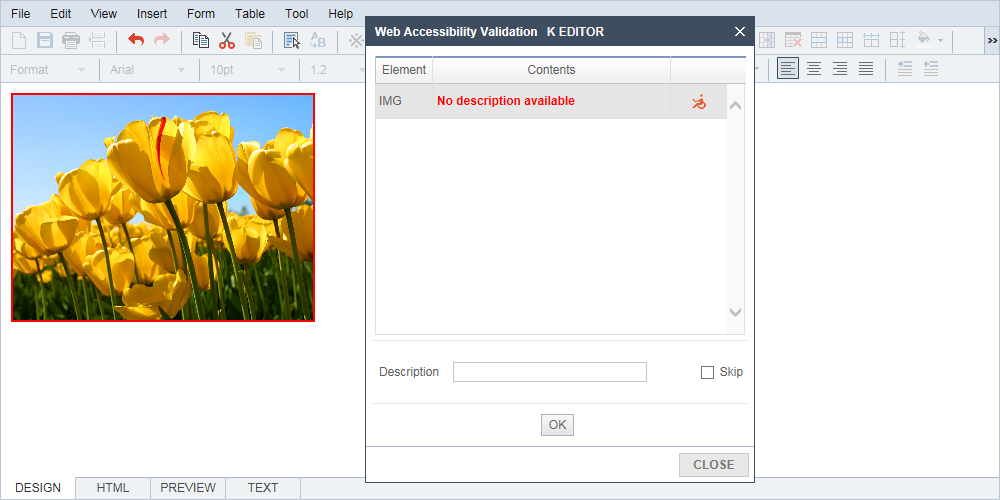 File Edit View Insert Form Table Tool Help
Web Accessibility Validation K EDITOR
Format Arial 10pt 1.2
Element Contents
IMG No description available
Description Skip
OK
CLOSE
DESIGN HTML PREVIEW TEXT